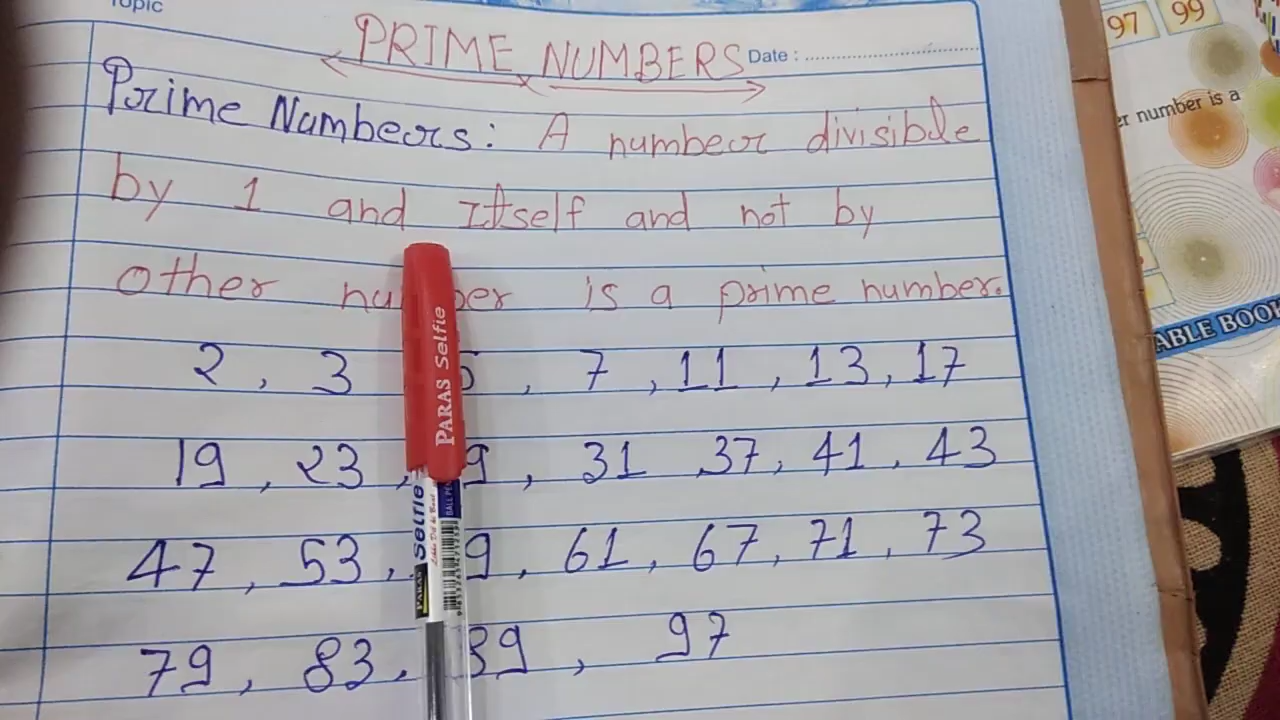 Topic
PRIME NUMBERS
Date :
Prime Numbers: A number divisible
by 1 and Itself and not by
other is a prime number.
2, 3 , 7, 11, 13, 17
19, 23, , 31 ,37, 41, 43
47, 53, , 61, 67, 71, 73
79, 83, 89, 97
PARAS Selfie
PARAS Selfie
97 99
number is a
ABLE BOOK